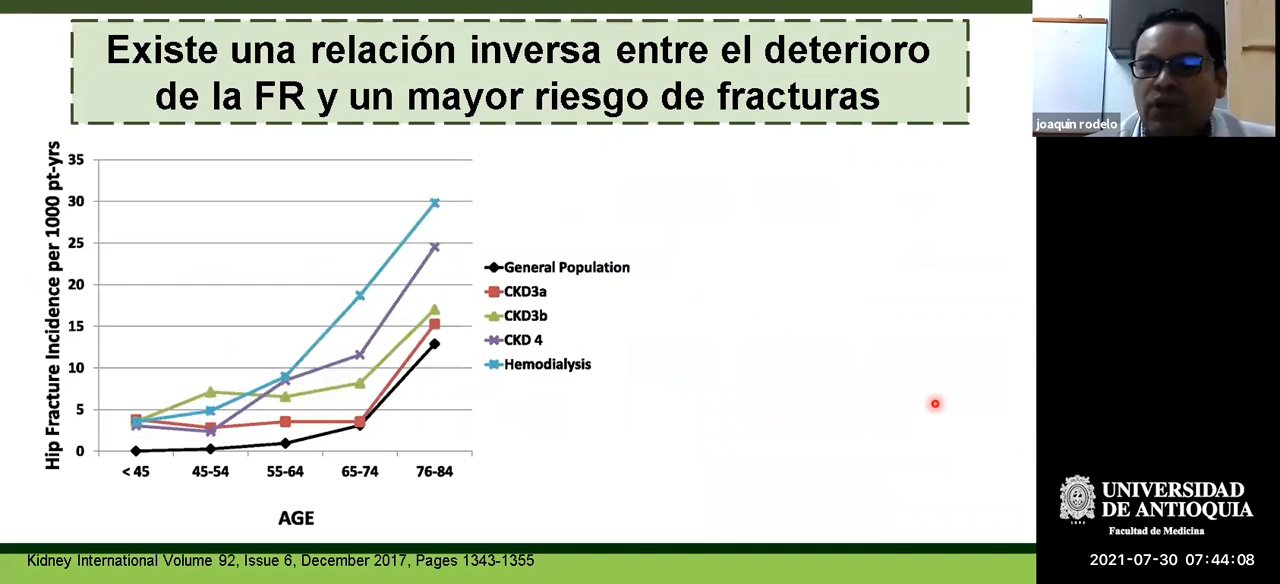 Existe una relación inversa entre el deterioro
de la FR y un mayor riesgo de fracturas
joaquin rodelo
Hip Fracture Incidence per 1000 pt-yrs
35
30
25
20
15
10
5
0
< 45
45-54
55-64
65-74
76-84
AGE
General Population
CKD3a
CKD3b
CKD 4
Hemodialysis
UNIVERSIDAD
DE ANTIOQUIA
1803
Facultad de Medicina
Kidney International Volume 92, Issue 6, December 2017, Pages 1343-1355
2021-07-30 07:44:08